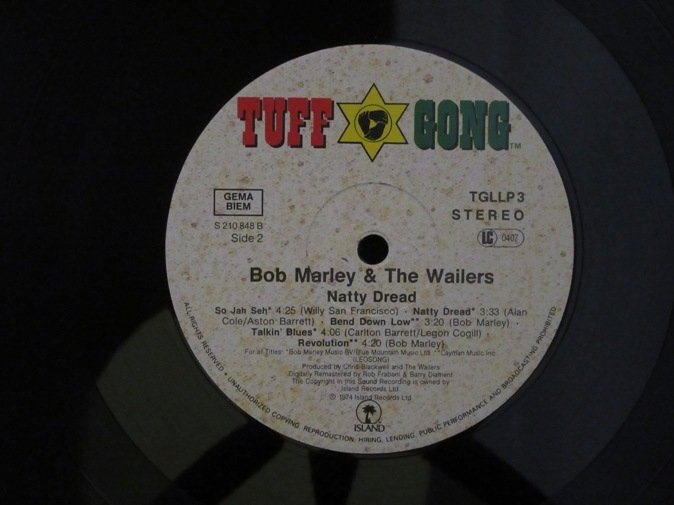 TUFF GONG™
GEMA
BIEM
TGLLP3
S 210 848 B
STEREO
Side 2
LC 0407
Bob Marley & The Wailers
Natty Dread
So Jah Seh* 4:25 (Willy San Francisco) · Natty Dread* 3:33 (Alan
Cole/Aston Barrett) · Bend Down Low** 3:20 (Bob Marley) ·
Talkin' Blues* 4:06 (Carlton Barrett/Legon Cogill)
Revolution** 4:20 (Bob Marley)
For all Titles: *Bob Marley Music BV/Blue Mountain Music Ltd. **Cayman Music Inc.
(LEOSONG)
Produced by Chris Blackwell and The Wailers
Digitally Remastered by Rob Fraboni & Barry Diament
The Copyright in this Sound Recording is owned by
Island Records Ltd.
℗ 1974 Island Records Ltd
ISLAND™
ALL RIGHTS RESERVED • UNAUTHORIZED COPYING, REPRODUCTION, HIRING, LENDING, PUBLIC PERFORMANCE AND BROADCASTING PROHIBITED